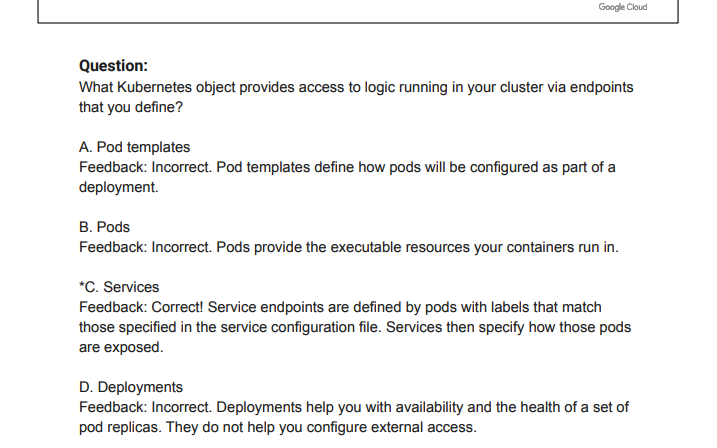 Google Cloud
Question:
What Kubernetes object provides access to logic running in your cluster via endpoints
that you define?
A. Pod templates
Feedback: Incorrect. Pod templates define how pods will be configured as part of a
deployment.
B. Pods
Feedback: Incorrect. Pods provide the executable resources your containers run in.
*C. Services
Feedback: Correct! Service endpoints are defined by pods with labels that match
those specified in the service configuration file. Services then specify how those pods
are exposed.
D. Deployments
Feedback: Incorrect. Deployments help you with availability and the health of a set of
pod replicas. They do not help you configure external access.